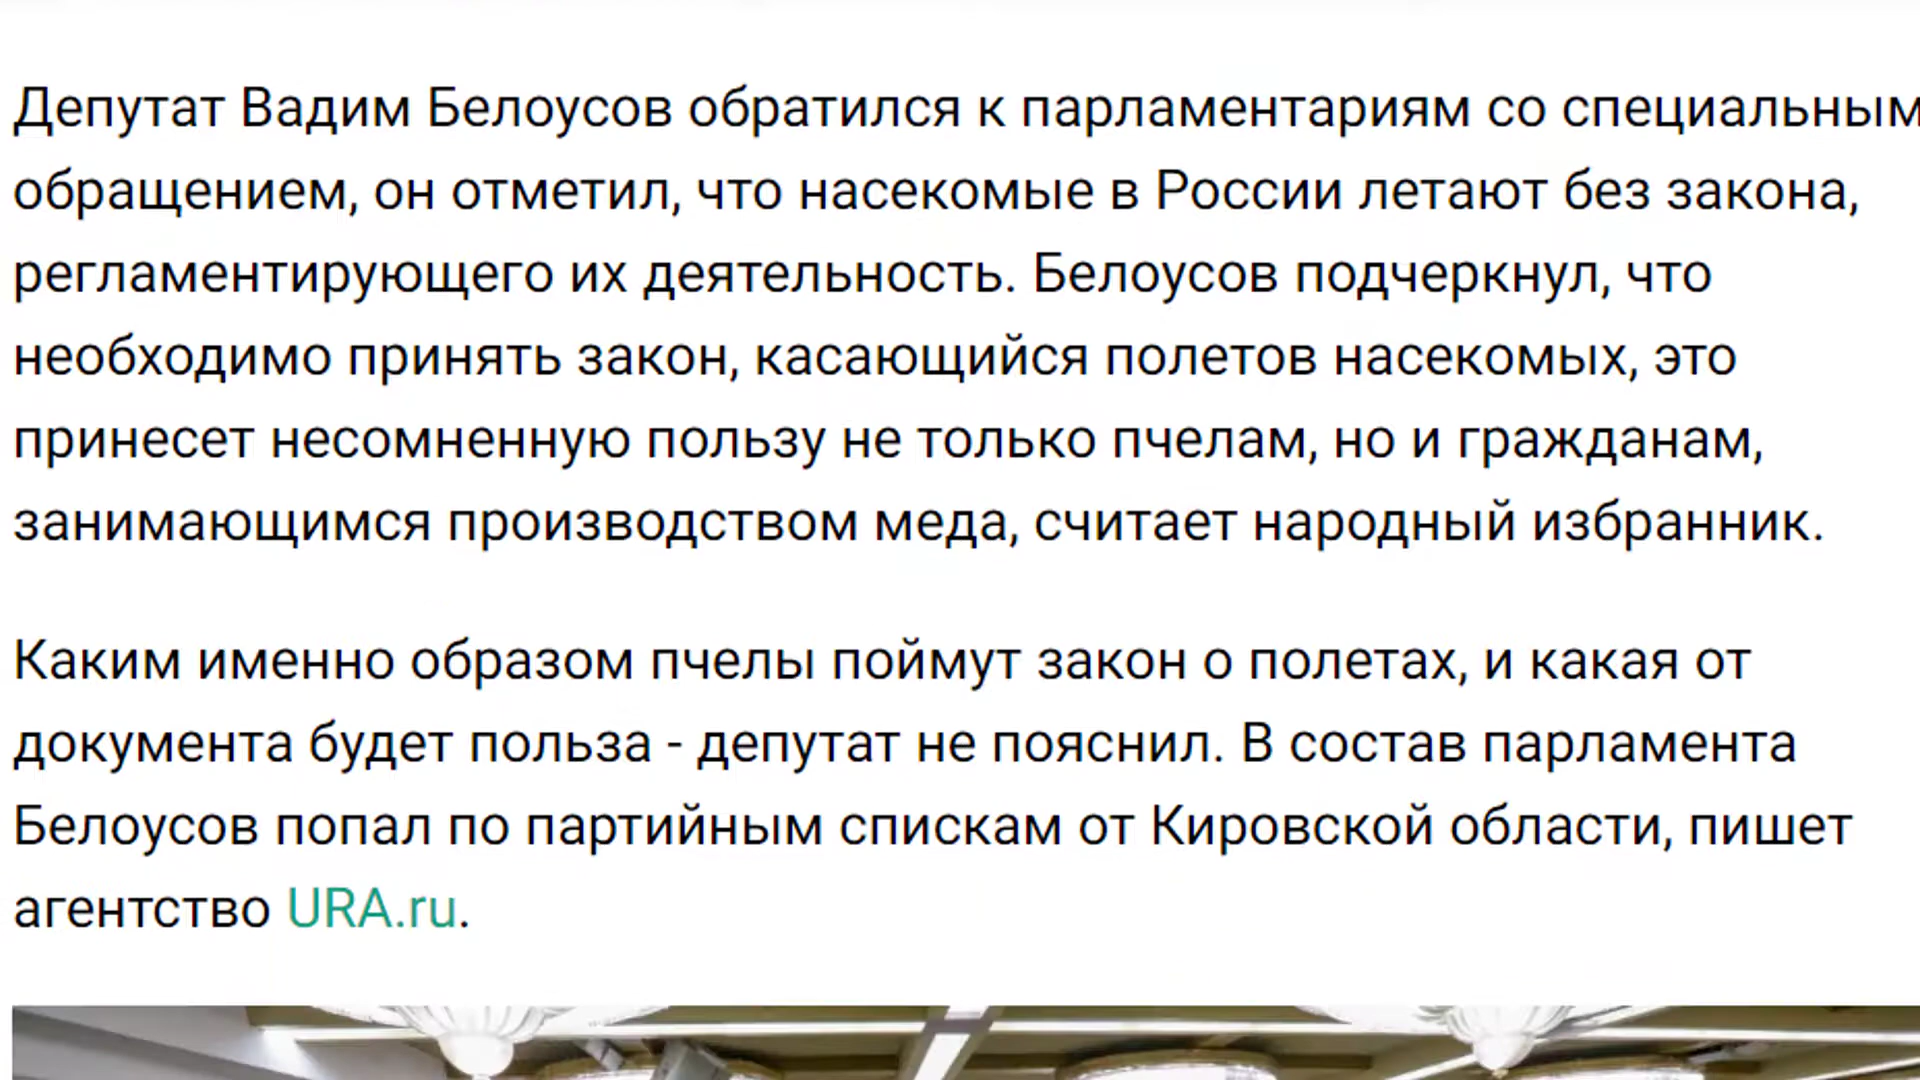 Депутат Вадим Белоусов обратился к парламентариям со специальным
обращением, он отметил, что насекомые в России летают без закона,
регламентирующего их деятельность. Белоусов подчеркнул, что
необходимо принять закон, касающийся полетов насекомых, это
принесет несомненную пользу не только пчелам, но и гражданам,
занимающимся производством меда, считает народный избранник.
Каким именно образом пчелы поймут закон о полетах, и какая от
документа будет польза - депутат не пояснил. В состав парламента
Белоусов попал по партийным спискам от Кировской области, пишет
агентство URA.ru.